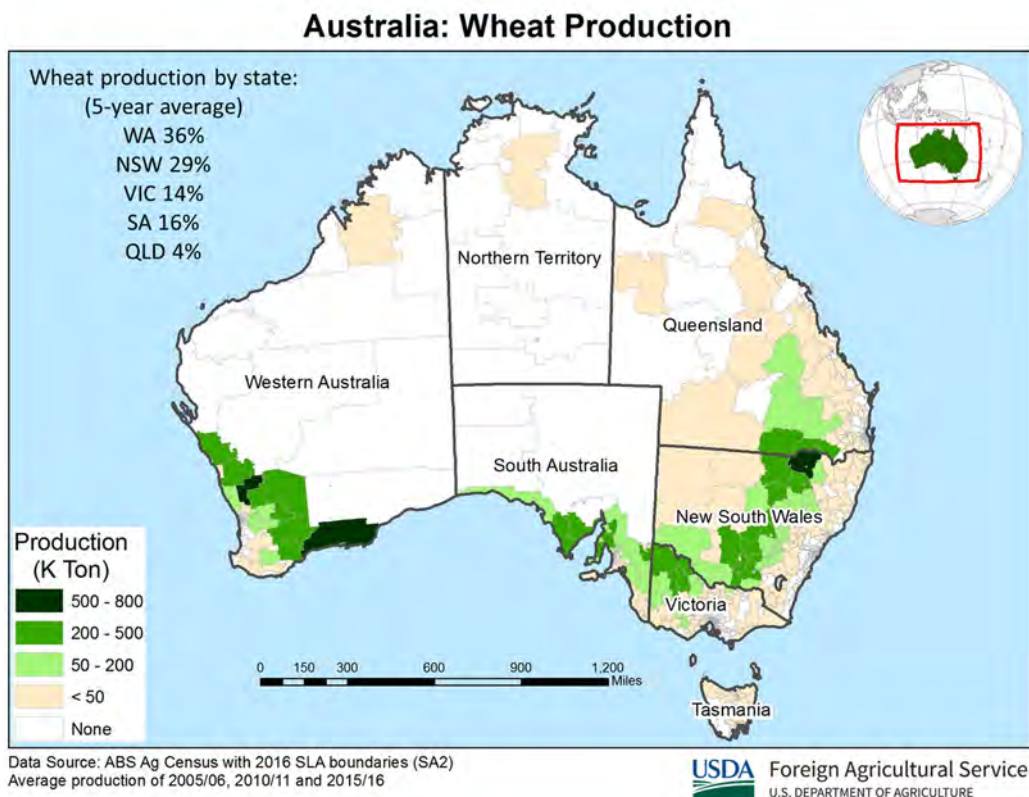 Australia: Wheat Production
Wheat production by state:
(5-year average)
WA 36%
NSW 29%
VIC 14%
SA 16%
QLD 4%
Northern Territory
Queensland
Western Australia
South Australia
New South Wales
Victoria
Tasmania
Production
(K Ton)
500 - 800
200 - 500
50 - 200
< 50
None
0 150 300 600 900 1,200
Miles
Data Source: ABS Ag Census with 2016 SLA boundaries (SA2)
Average production of 2005/06, 2010/11 and 2015/16
USDA
Foreign Agricultural Service
U.S. DEPARTMENT OF AGRICULTURE